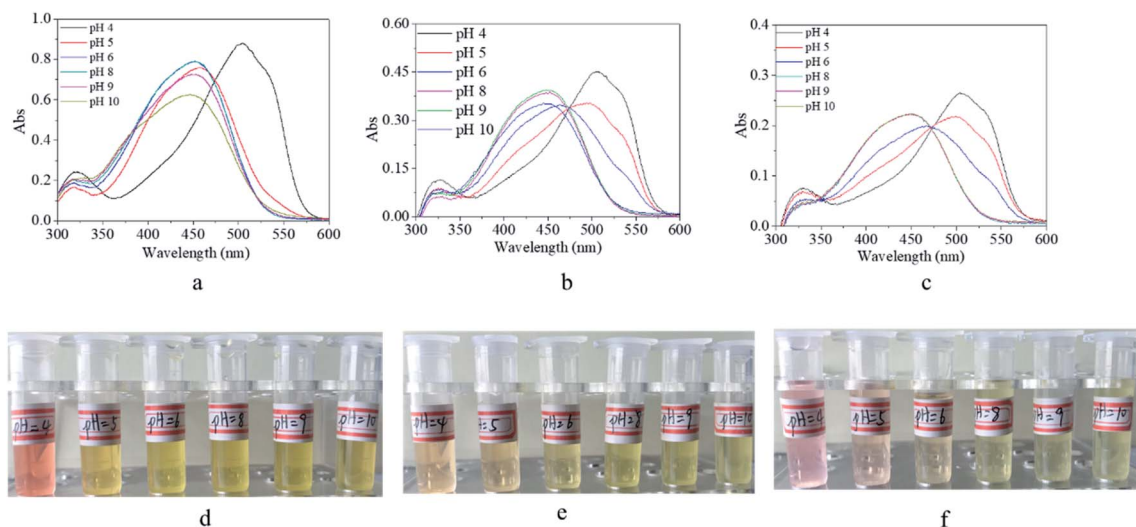 1.0
0.8
0.6
0.4
0.2
0.0
Abs
pH 4
pH 5
pH 6
pH 8
pH 9
pH 10
300 350 400 450 500 550 600
Wavelength (nm)
a
0.60
0.45
0.30
0.15
0.00
Abs
pH 4
pH 5
pH 6
pH 8
pH 9
pH 10
300 350 400 450 500 550 600
Wavelength (nm)
b
0.4
0.3
0.2
0.1
0.0
Abs
pH 4
pH 5
pH 6
pH 8
pH 9
pH 10
300 350 400 450 500 550 600
Wavelength (nm)
c
pH=4 pH=5 pH=6 pH=8 pH=9 pH=10
d
pH=4 =5 pH=6 pH=8 pH=9 pH=10
e
pH=4 pH=5 pH=6 =8 pH=9 pH=10
f